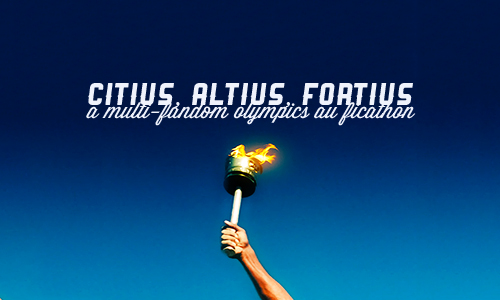 CITIUS, ALTIUS, FORTIUS
a multi-fandom olympics au ficathon